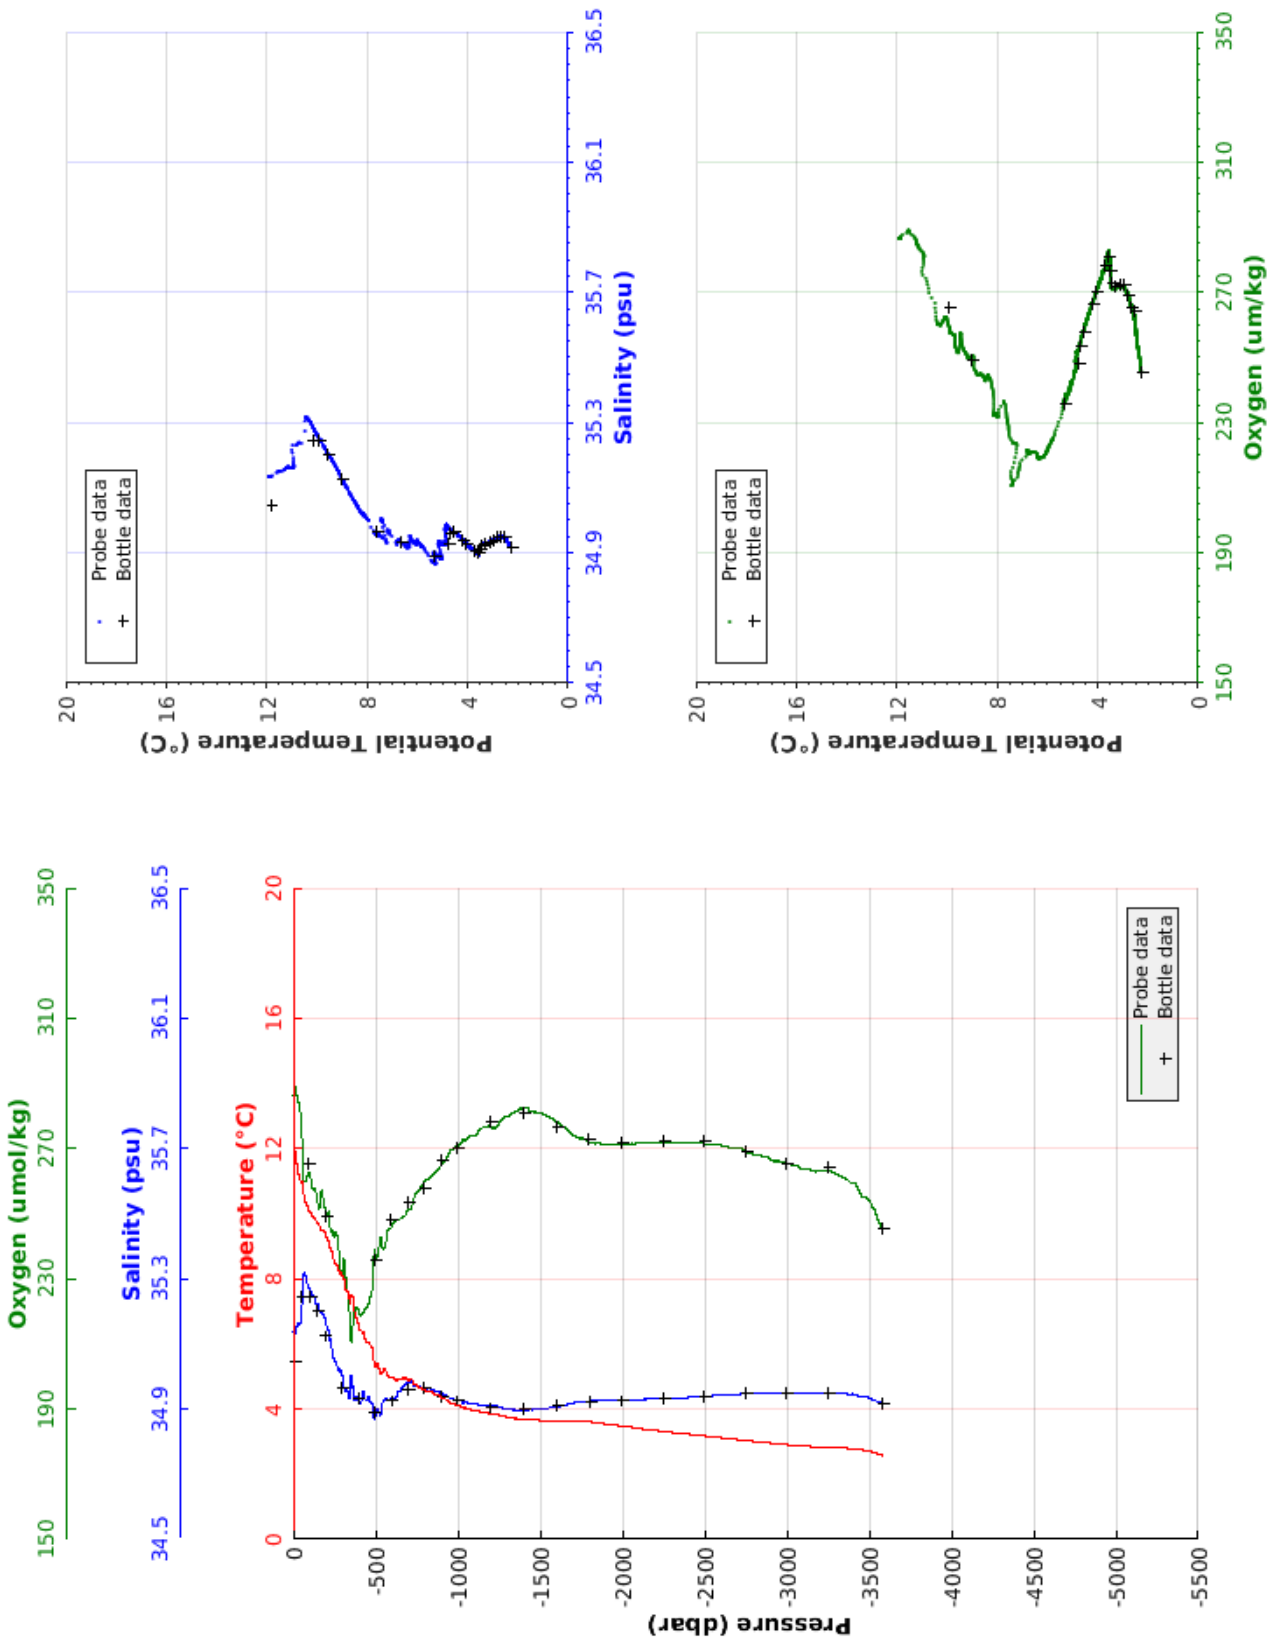 Oxygen (umol/kg)
150 190 230 270 310 350
Salinity (psu)
34.5 34.9 35.3 35.7 36.1 36.5
Temperature (°C)
0 4 8 12 16 20
Pressure (dbar)
0
-500
-1000
-1500
-2000
-2500
-3000
-3500
-4000
-4500
-5000
-5500
Probe data
Bottle data
Potential Temperature (°C)
20
16
12
8
4
0
Probe data
Bottle data
34.5 34.9 35.3 35.7 36.1 36.5
Salinity (psu)
Potential Temperature (°C)
20
16
12
8
4
0
Probe data
Bottle data
150 190 230 270 310 350
Oxygen (um/kg)